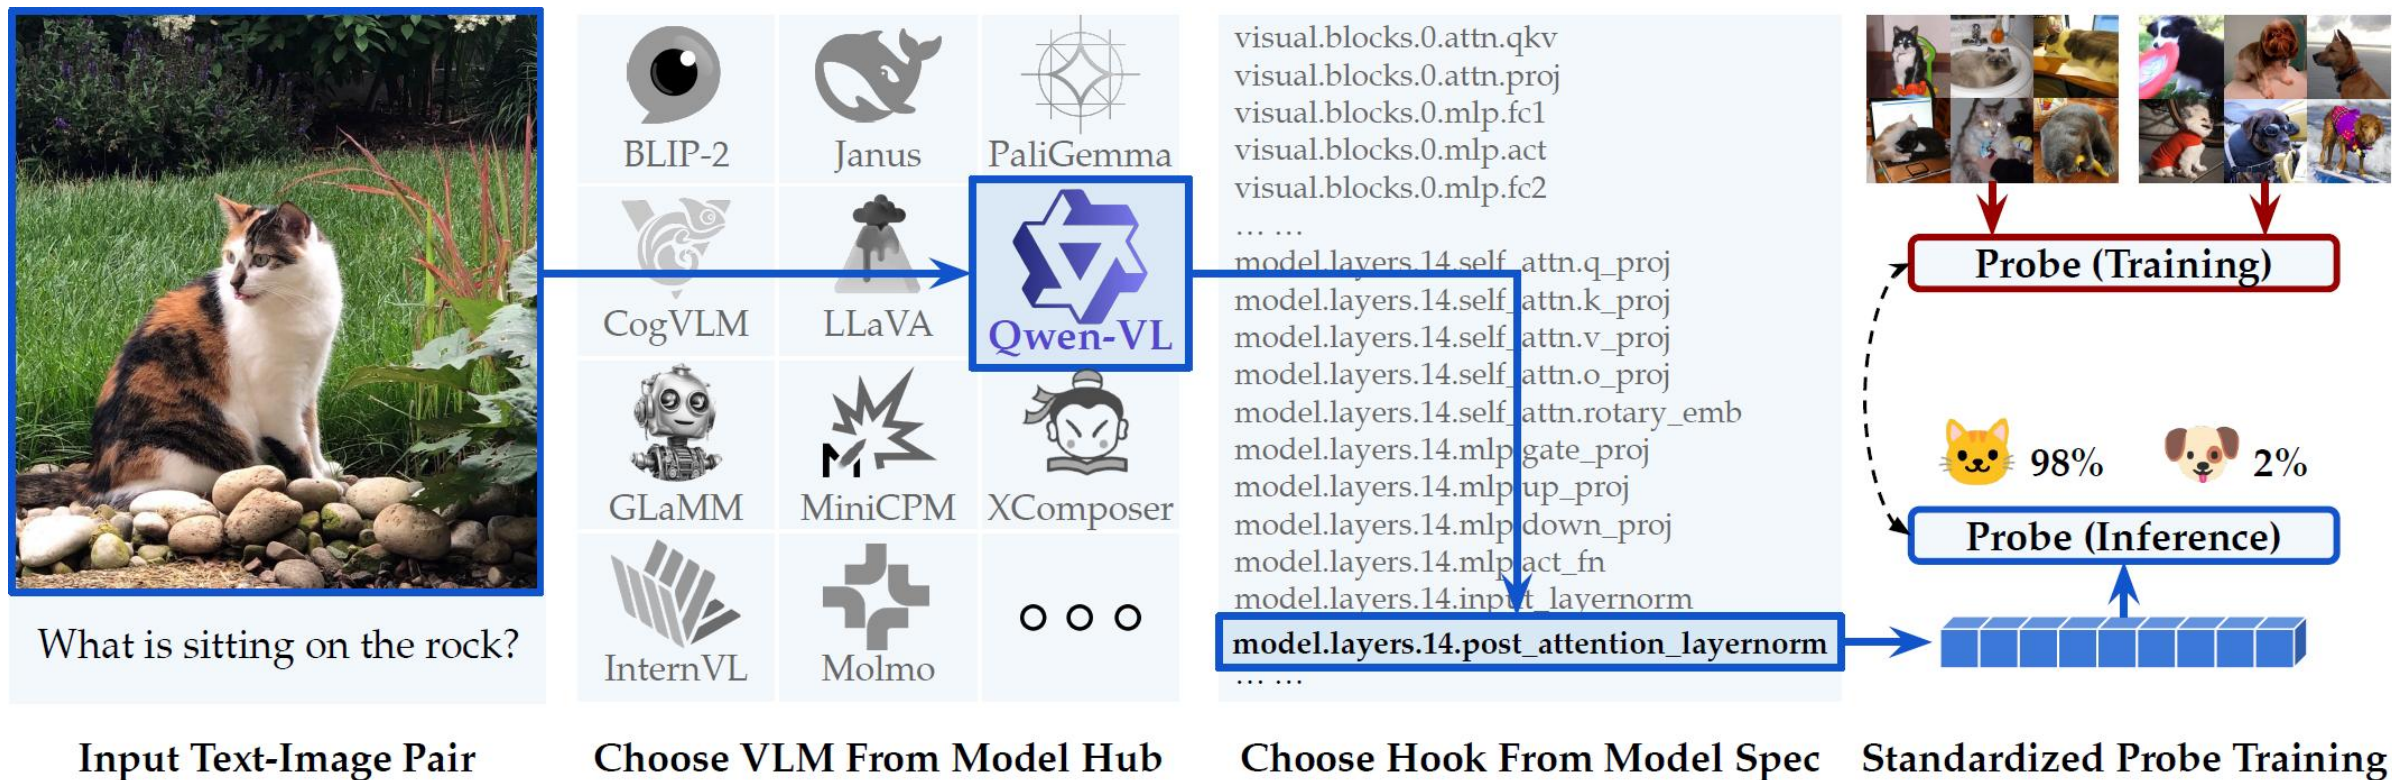 What is sitting on the rock?
Input Text-Image Pair
BLIP-2
Janus
PaliGemma
CogVLM
LLaVA
Qwen-VL
GLaMM
MiniCPM
XComposer
InternVL
Molmo
Choose VLM From Model Hub
visual.blocks.0.attn.qkv
visual.blocks.0.attn.proj
visual.blocks.0.mlp.fc1
visual.blocks.0.mlp.act
visual.blocks.0.mlp.fc2
... ...
model.layers.14.self_attn.q_proj
model.layers.14.self_attn.k_proj
model.layers.14.self_attn.v_proj
model.layers.14.self_attn.o_proj
model.layers.14.self_attn.rotary_emb
model.layers.14.mlp.gate_proj
model.layers.14.mlp.up_proj
model.layers.14.mlp.down_proj
model.layers.14.mlp.act_fn
model.layers.14.input_layernorm
model.layers.14.post_attention_layernorm
... ...
Choose Hook From Model Spec
Probe (Training)
98%
2%
Probe (Inference)
Standardized Probe Training